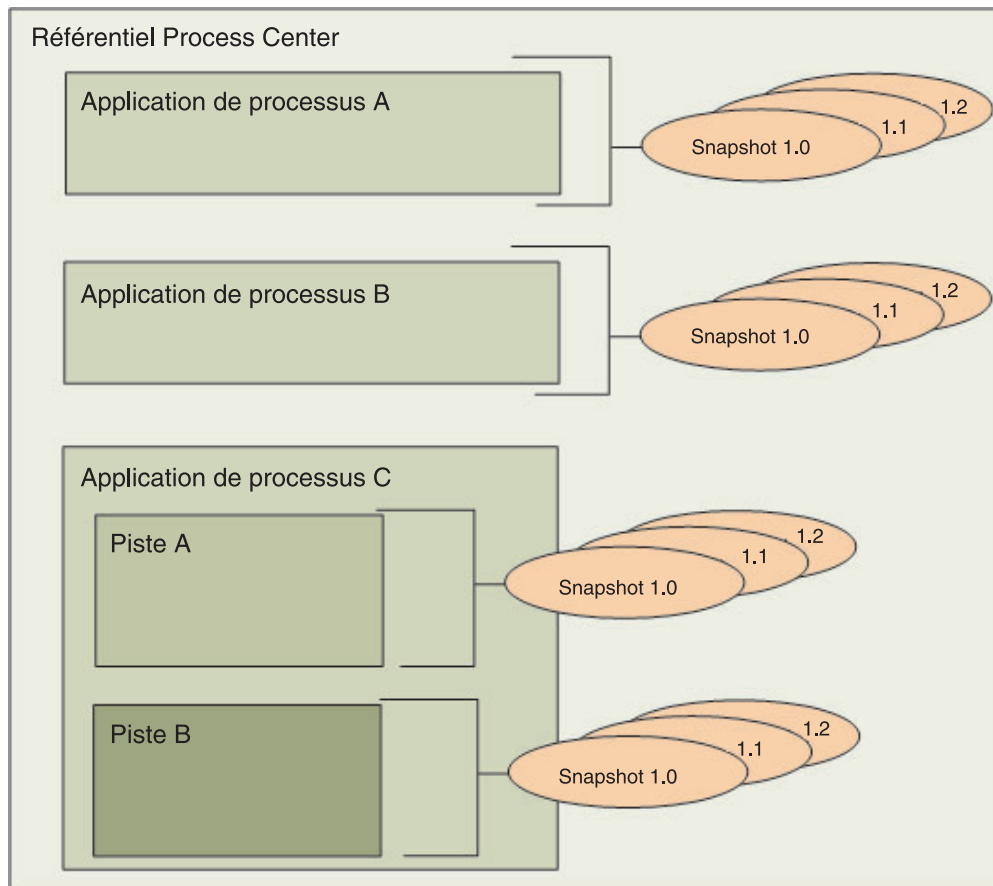 Référentiel Process Center
Application de processus A
Snapshot 1.0
1.1
1.2
Application de processus B
Snapshot 1.0
1.1
1.2
Application de processus C
Piste A
Snapshot 1.0
1.1
1.2
Piste B
Snapshot 1.0
1.1
1.2